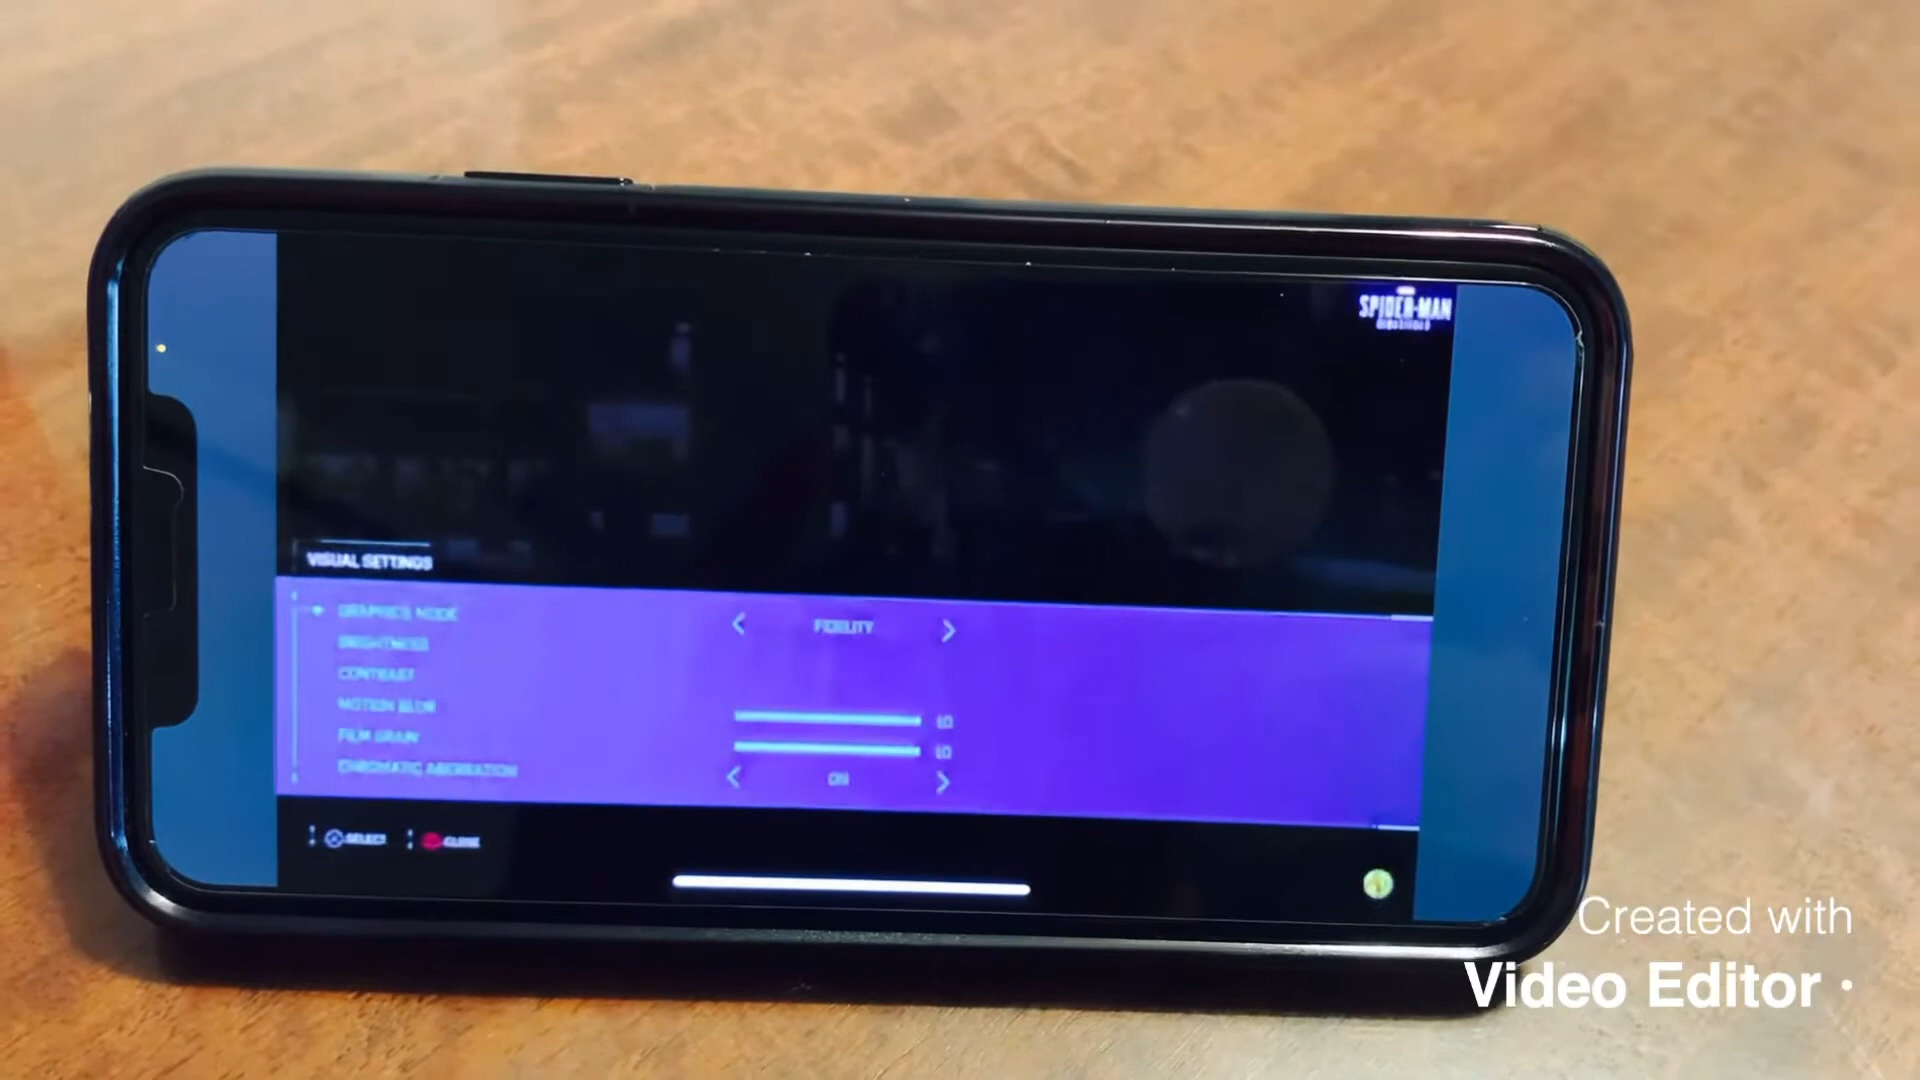 SPIDER-MAN
VISUAL SETTINGS
GRAPHICS MODE
FIDELITY
BRIGHTNESS
CONTRAST
MOTION BLUR
10
FILM GRAIN
10
CHROMATIC ABERRATION
ON
SELECT
CLOSE
Created with
Video Editor